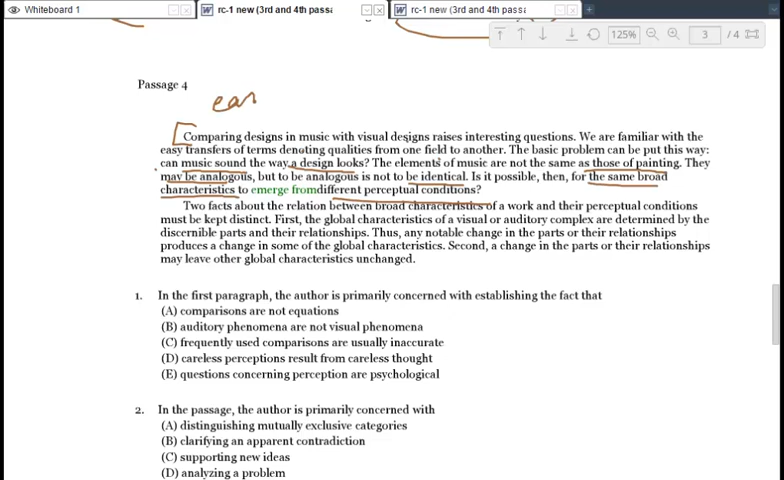 Whiteboard 1 rc-1 new (3rd and 4th passa rc-1 new (3rd and 4th passa
125% 3 / 4
Passage 4
ear
Comparing designs in music with visual designs raises interesting questions. We are familiar with the
easy transfers of terms denoting qualities from one field to another. The basic problem can be put this way:
can music sound the way a design looks? The elements of music are not the same as those of painting. They
may be analogous, but to be analogous is not to be identical. Is it possible, then, for the same broad
characteristics to emerge fromdifferent perceptual conditions?
Two facts about the relation between broad characteristics of a work and their perceptual conditions
must be kept distinct. First, the global characteristics of a visual or auditory complex are determined by the
discernible parts and their relationships. Thus, any notable change in the parts or their relationships
produces a change in some of the global characteristics. Second, a change in the parts or their relationships
may leave other global characteristics unchanged.
1. In the first paragraph, the author is primarily concerned with establishing the fact that
(A) comparisons are not equations
(B) auditory phenomena are not visual phenomena
(C) frequently used comparisons are usually inaccurate
(D) careless perceptions result from careless thought
(E) questions concerning perception are psychological
2. In the passage, the author is primarily concerned with
(A) distinguishing mutually exclusive categories
(B) clarifying an apparent contradiction
(C) supporting new ideas
(D) analyzing a problem